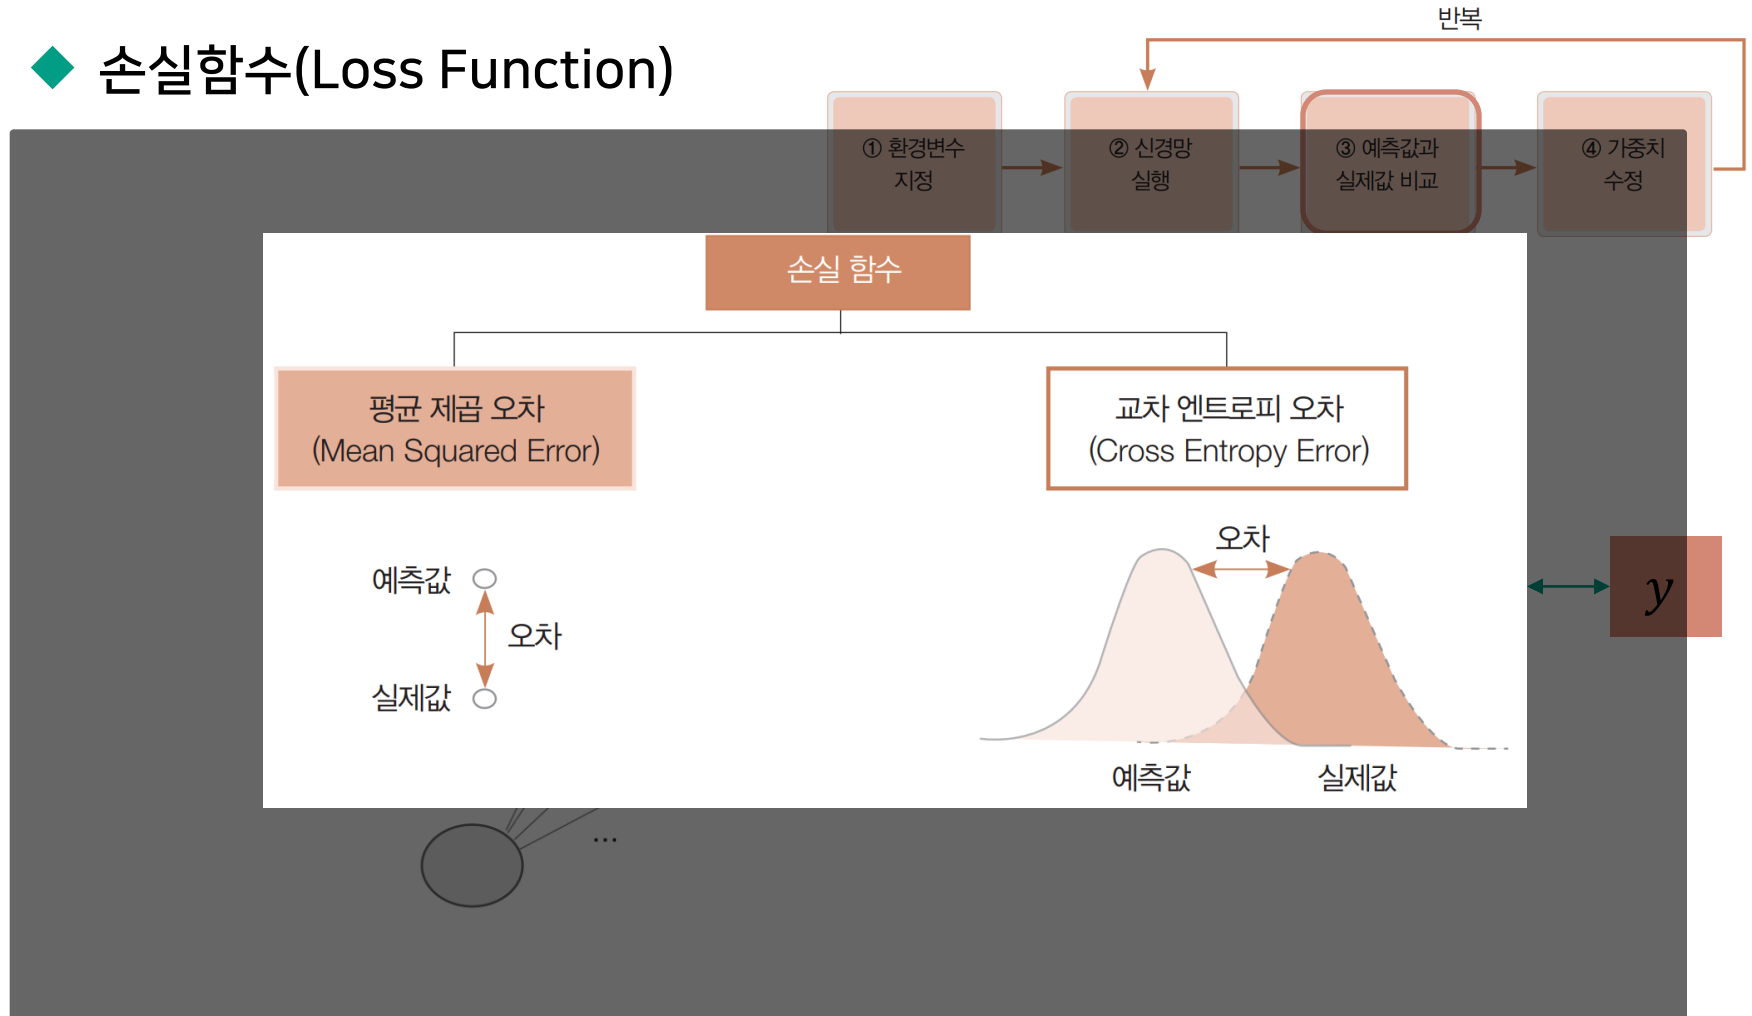 손실함수(Loss Function)
반복
① 환경변수
지정
② 신경망
실행
③ 예측값과
실제값 비교
④ 가중치
수정
손실 함수
평균 제곱 오차
(Mean Squared Error)
교차 엔트로피 오차
(Cross Entropy Error)
예측값
오차
실제값
오차
예측값
실제값
y
...